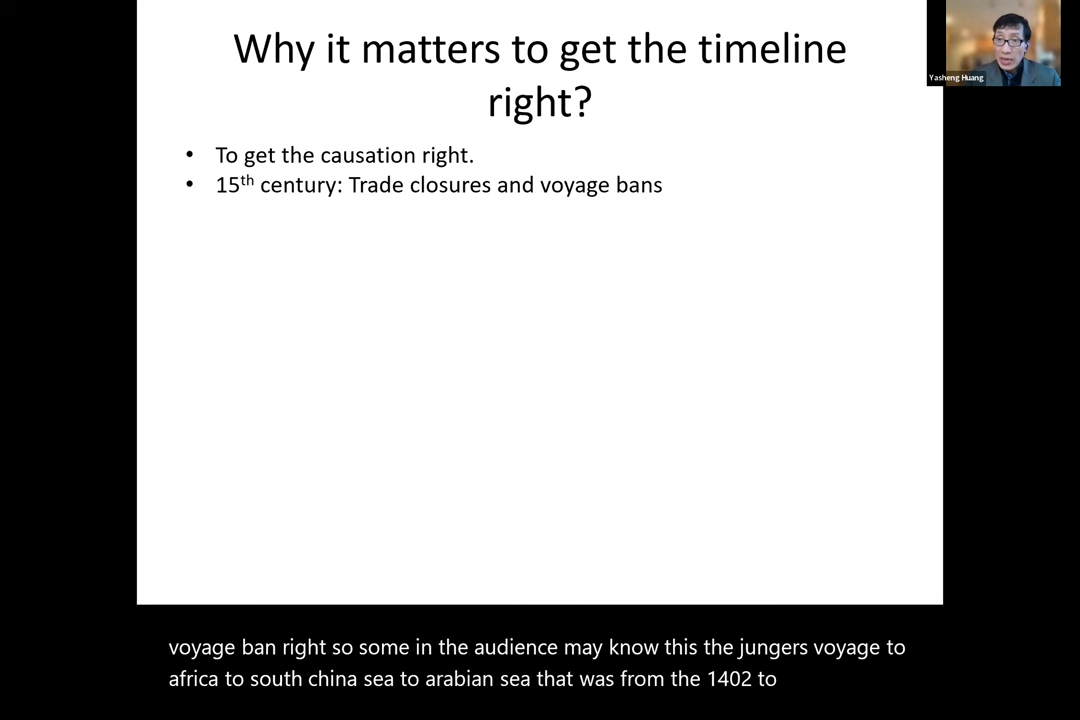 Why it matters to get the timeline
right?
Yasheng Huang
• To get the causation right.
• 15th century: Trade closures and voyage bans
voyage ban right so some in the audience may know this the jungers voyage to
africa to south china sea to arabian sea that was from the 1402 to